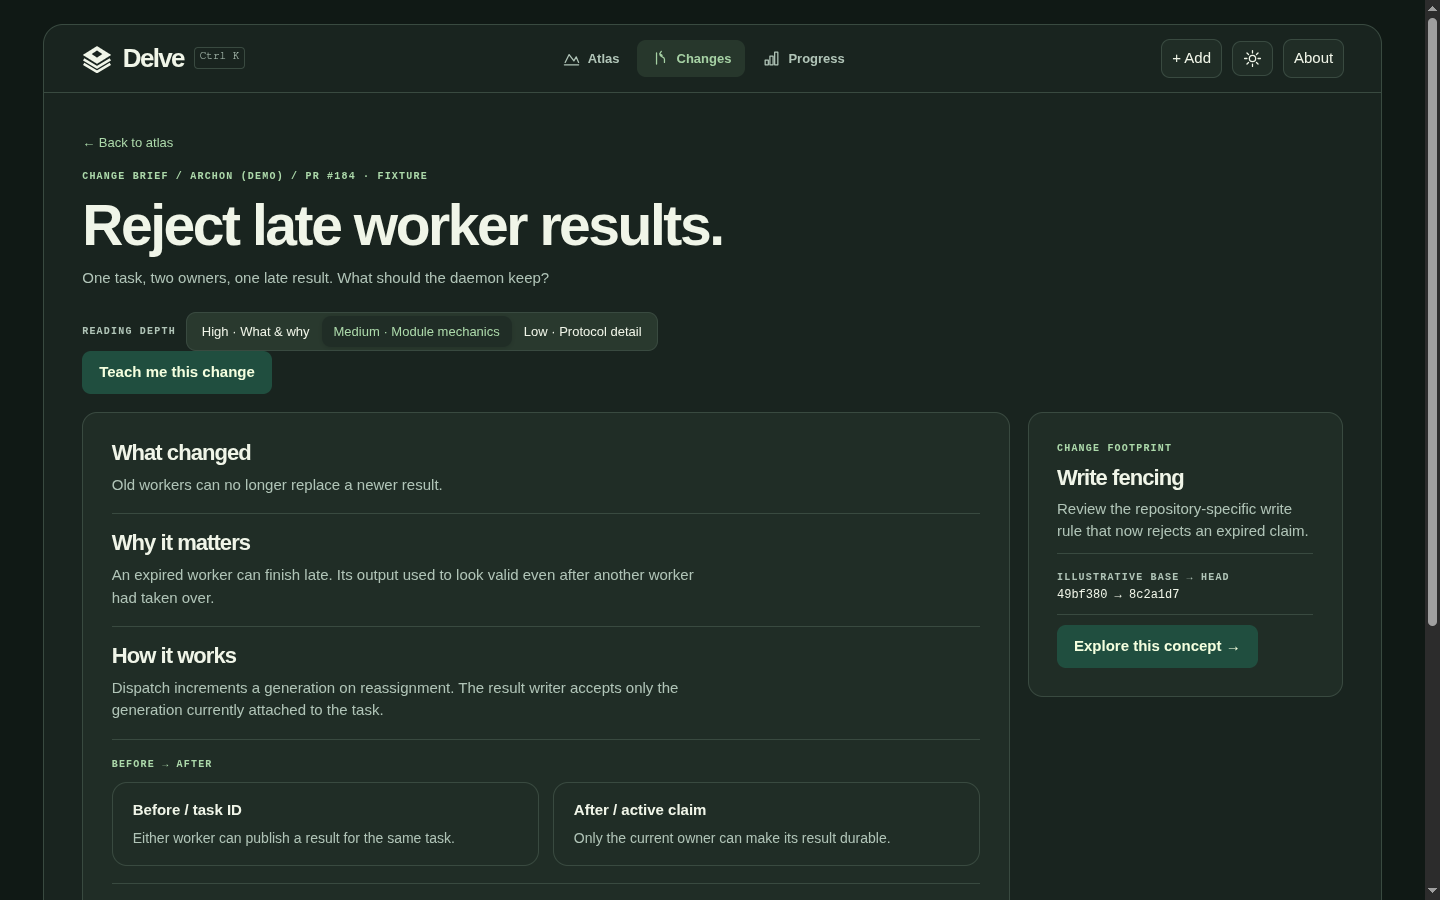 Delve Ctrl K
Atlas
Changes
Progress
+ Add
About
← Back to atlas
CHANGE BRIEF / ARCHON (DEMO) / PR #184 · FIXTURE
Reject late worker results.
One task, two owners, one late result. What should the daemon keep?
READING DEPTH
High · What & why
Medium · Module mechanics
Low · Protocol detail
Teach me this change
What changed
Old workers can no longer replace a newer result.
Why it matters
An expired worker can finish late. Its output used to look valid even after another worker
had taken over.
How it works
Dispatch increments a generation on reassignment. The result writer accepts only the
generation currently attached to the task.
BEFORE → AFTER
Before / task ID
Either worker can publish a result for the same task.
After / active claim
Only the current owner can make its result durable.
CHANGE FOOTPRINT
Write fencing
Review the repository-specific write
rule that now rejects an expired claim.
ILLUSTRATIVE BASE → HEAD
49bf380 → 8c2a1d7
Explore this concept →